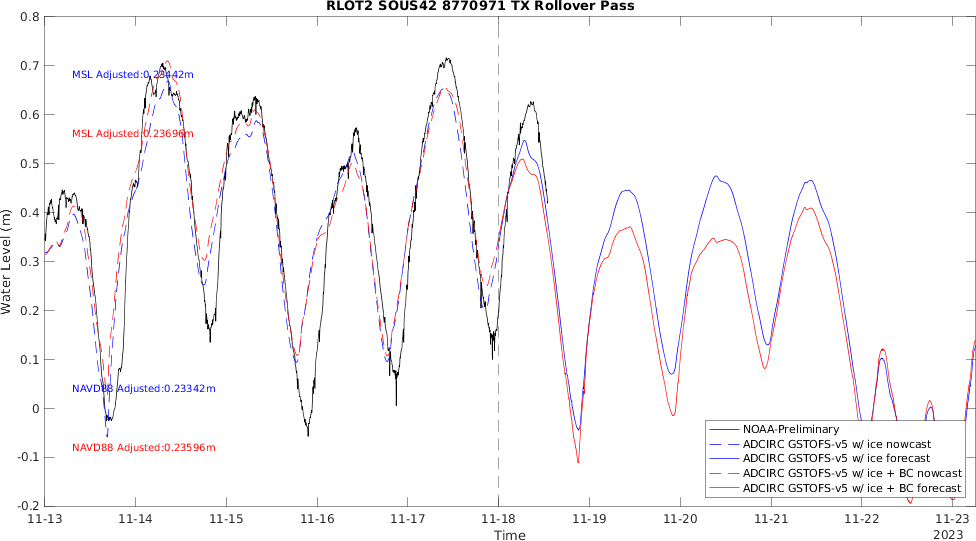 RLOT2 SOUS42 8770971 TX Rollover Pass
0.8
0.7
0.6
0.5
0.4
0.3
0.2
0.1
0
-0.1
-0.2
Water Level (m)
MSL Adjusted:0.23442m
MSL Adjusted:0.23696m
NAVD88 Adjusted:0.23342m
NAVD88 Adjusted:0.23596m
NOAA-Preliminary
ADCIRC GSTOFS-v5 w/ ice nowcast
ADCIRC GSTOFS-v5 w/ ice forecast
ADCIRC GSTOFS-v5 w/ ice + BC nowcast
ADCIRC GSTOFS-v5 w/ ice + BC forecast
11-13 11-14 11-15 11-16 11-17 11-18 11-19 11-20 11-21 11-22 11-23
2023
Time